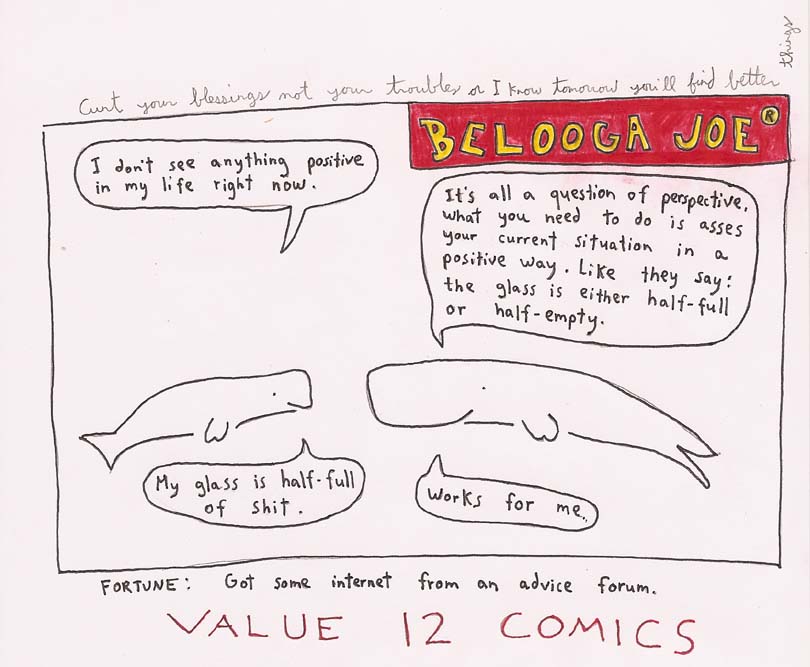 Curt your blessings not your troubles or I know tomorrow you'll find better things
BELOOGA JOE ®
I don't see anything positive
in my life right now.
It's all a question of perspective,
what you need to do is asses
your current situation in a
positive way. Like they say:
the glass is either half-full
or half-empty.
My glass is half-full
of shit.
Works for me..
FORTUNE: Got some internet from an advice forum.
VALUE 12 COMICS